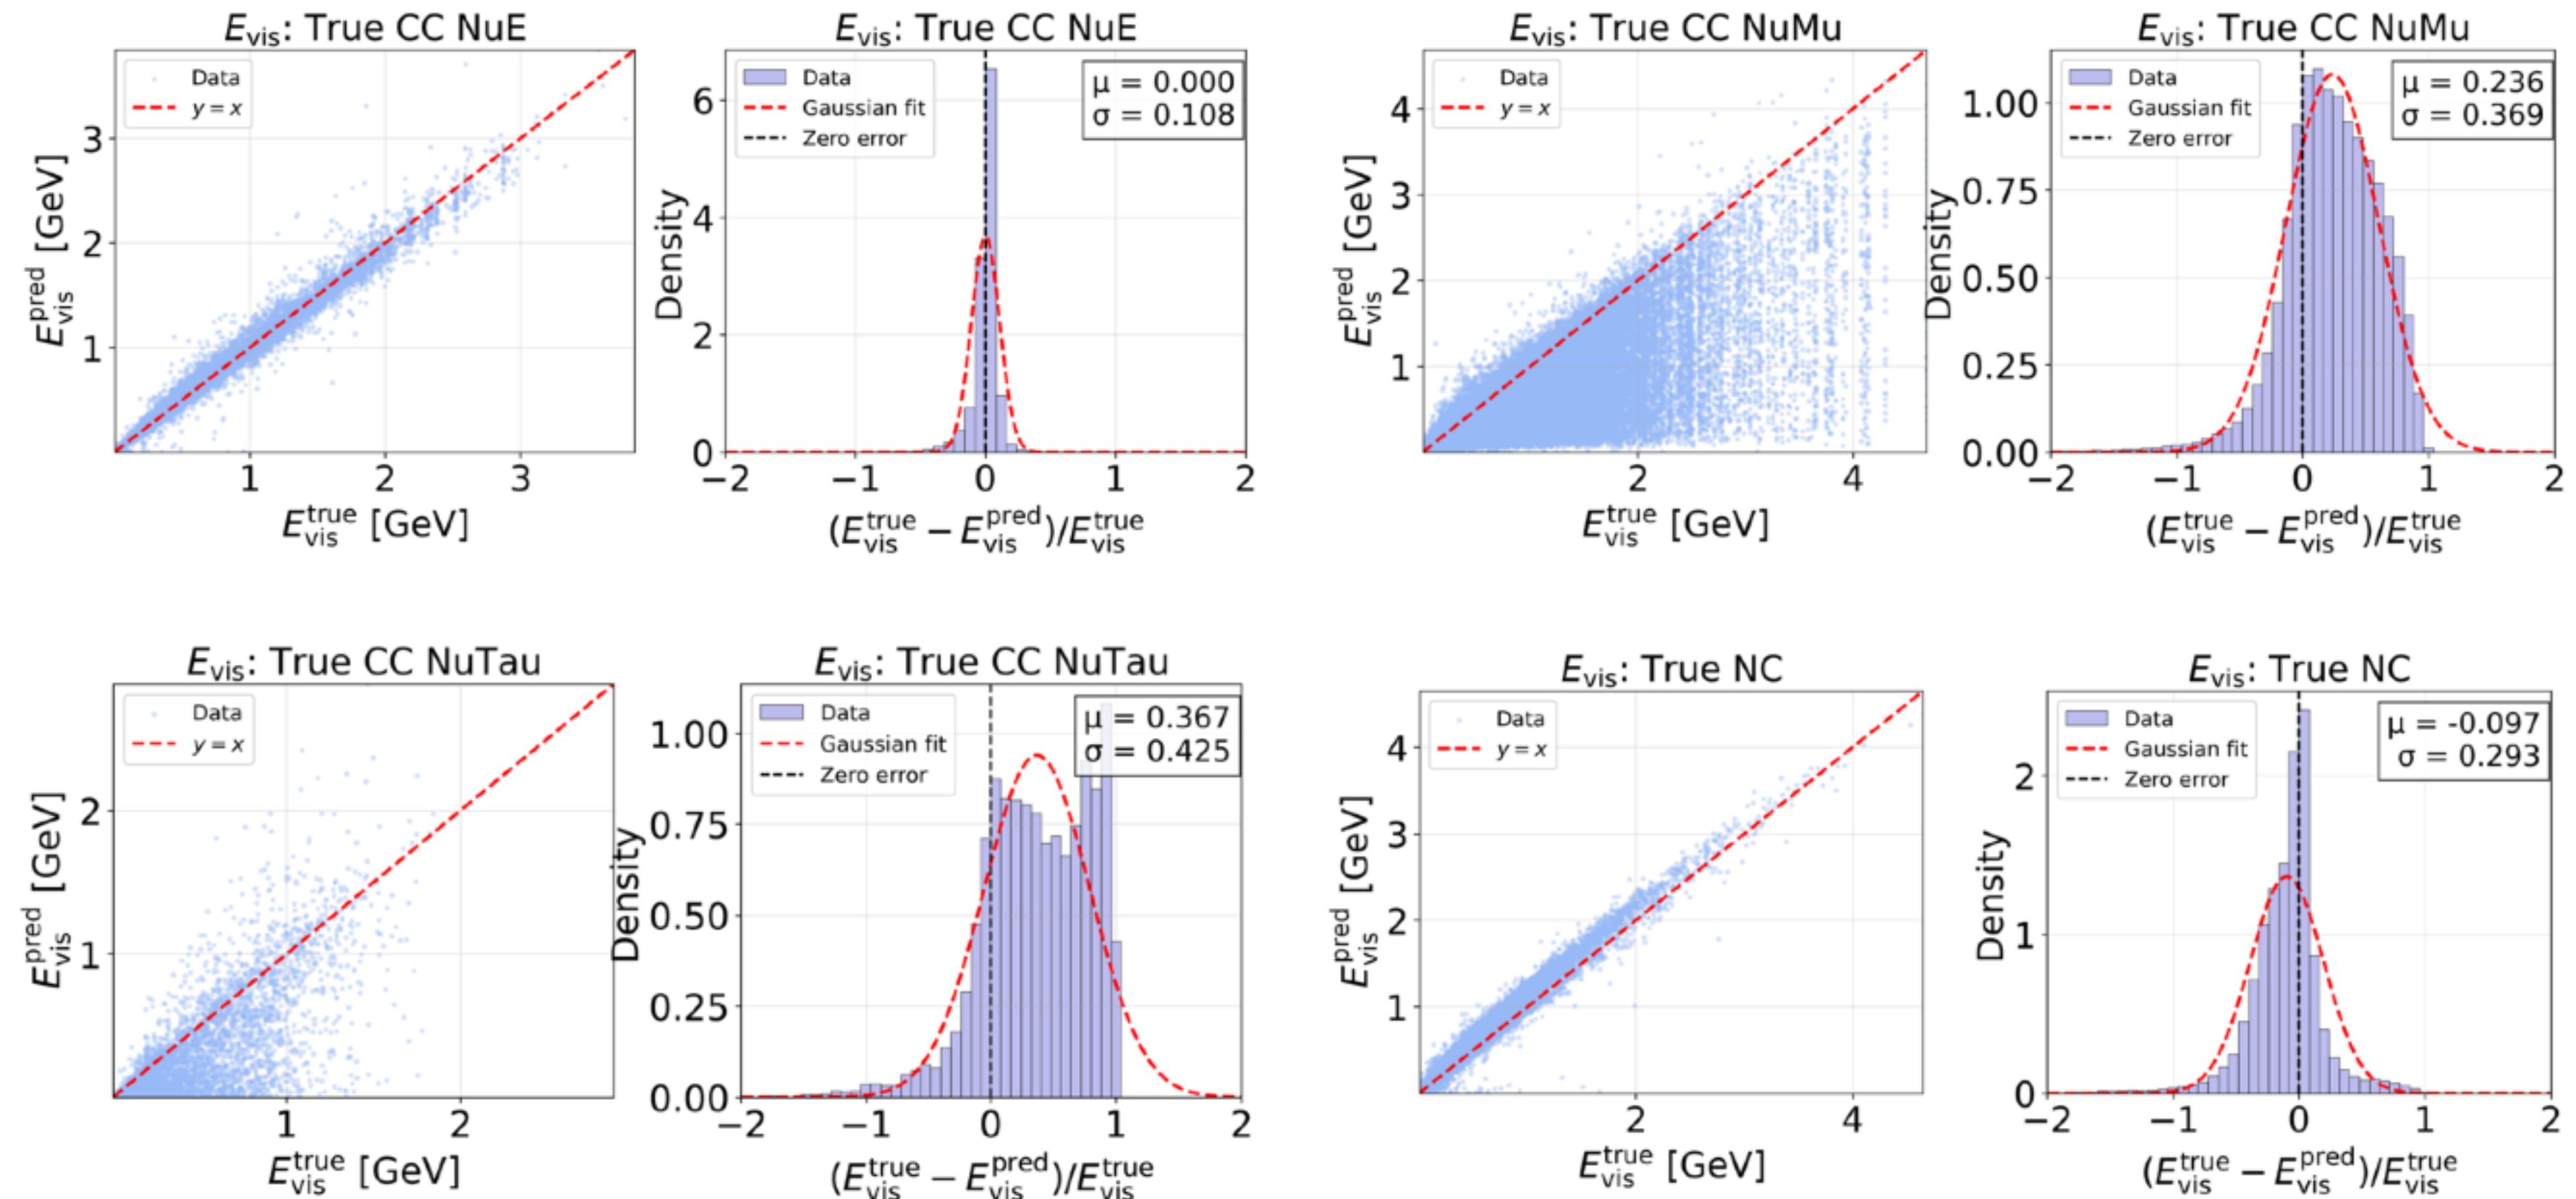 E_vis: True CC NuE
Data
y = x
3
2
1
E_vis^pred [GeV]
1 2 3
E_vis^true [GeV]
E_vis: True CC NuE
Data
Gaussian fit
Zero error
μ = 0.000
σ = 0.108
6
4
2
0
Density
−2 −1 0 1 2
(E_vis^true − E_vis^pred)/E_vis^true
E_vis: True CC NuMu
Data
y = x
4
3
2
1
E_vis^pred [GeV]
2 4
E_vis^true [GeV]
E_vis: True CC NuMu
Data
Gaussian fit
Zero error
μ = 0.236
σ = 0.369
1.00
0.75
0.50
0.25
0.00
Density
−2 −1 0 1 2
(E_vis^true − E_vis^pred)/E_vis^true
E_vis: True CC NuTau
Data
y = x
2
1
E_vis^pred [GeV]
1 2
E_vis^true [GeV]
E_vis: True CC NuTau
Data
Gaussian fit
Zero error
μ = 0.367
σ = 0.425
1.00
0.75
0.50
0.25
0.00
Density
−2 −1 0 1 2
(E_vis^true − E_vis^pred)/E_vis^true
E_vis: True NC
Data
y = x
4
3
2
1
E_vis^pred [GeV]
2 4
E_vis^true [GeV]
E_vis: True NC
Data
Gaussian fit
Zero error
μ = -0.097
σ = 0.293
2
1
0
Density
−2 −1 0 1 2
(E_vis^true − E_vis^pred)/E_vis^true